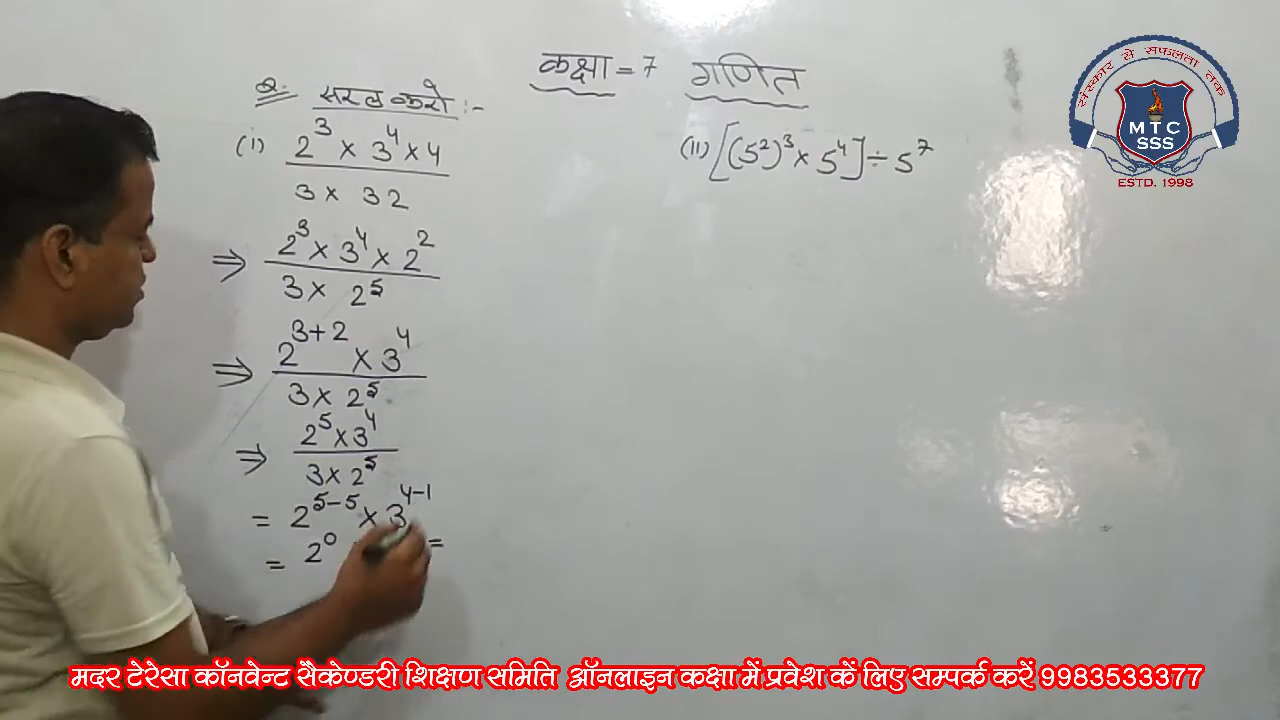 कक्षा = 7 गणित
Q. सरल करो :-
(i) 2³ × 3⁴ × 4
3 × 32
⇒ 2³ × 3⁴ × 2²
3 × 2⁵
⇒ 2³⁺² × 3⁴
3 × 2⁵
⇒ 2⁵ × 3⁴
3 × 2⁵
= 2⁵⁻⁵ × 3⁴⁻¹
= 2⁰ =
(ii) [(5²)³ × 5⁴] ÷ 5⁷
संस्कार से सफलता तक
MTC
SSS
ESTD. 1998
मदर टेरेसा कॉनवेन्ट सैकेण्डरी शिक्षण समिति ऑनलाइन कक्षा में प्रवेश कें लिए सम्पर्क करें 9983533377